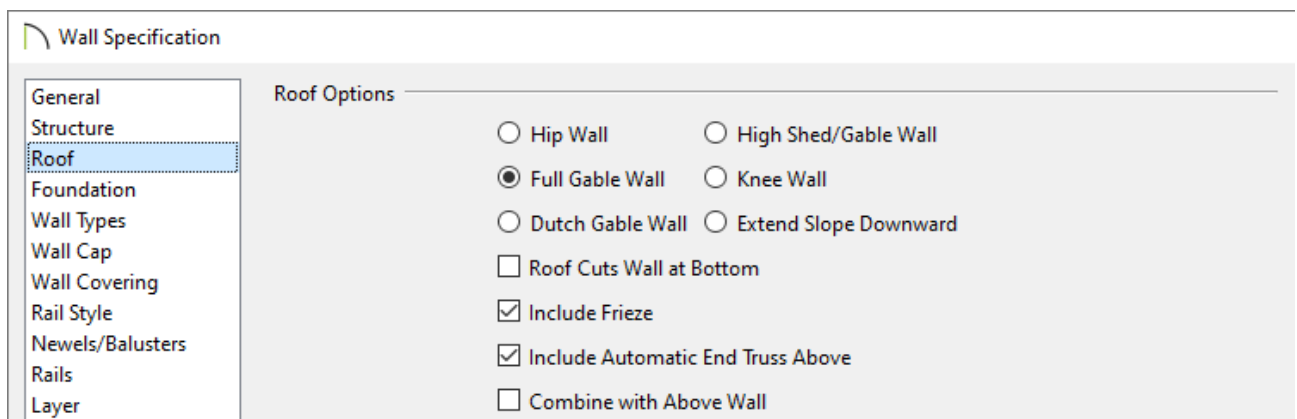 Wall Specification
General
Structure
Roof
Foundation
Wall Types
Wall Cap
Wall Covering
Rail Style
Newels/Balusters
Rails
Layer
Roof Options
Hip Wall
High Shed/Gable Wall
Full Gable Wall
Knee Wall
Dutch Gable Wall
Extend Slope Downward
Roof Cuts Wall at Bottom
Include Frieze
Include Automatic End Truss Above
Combine with Above Wall